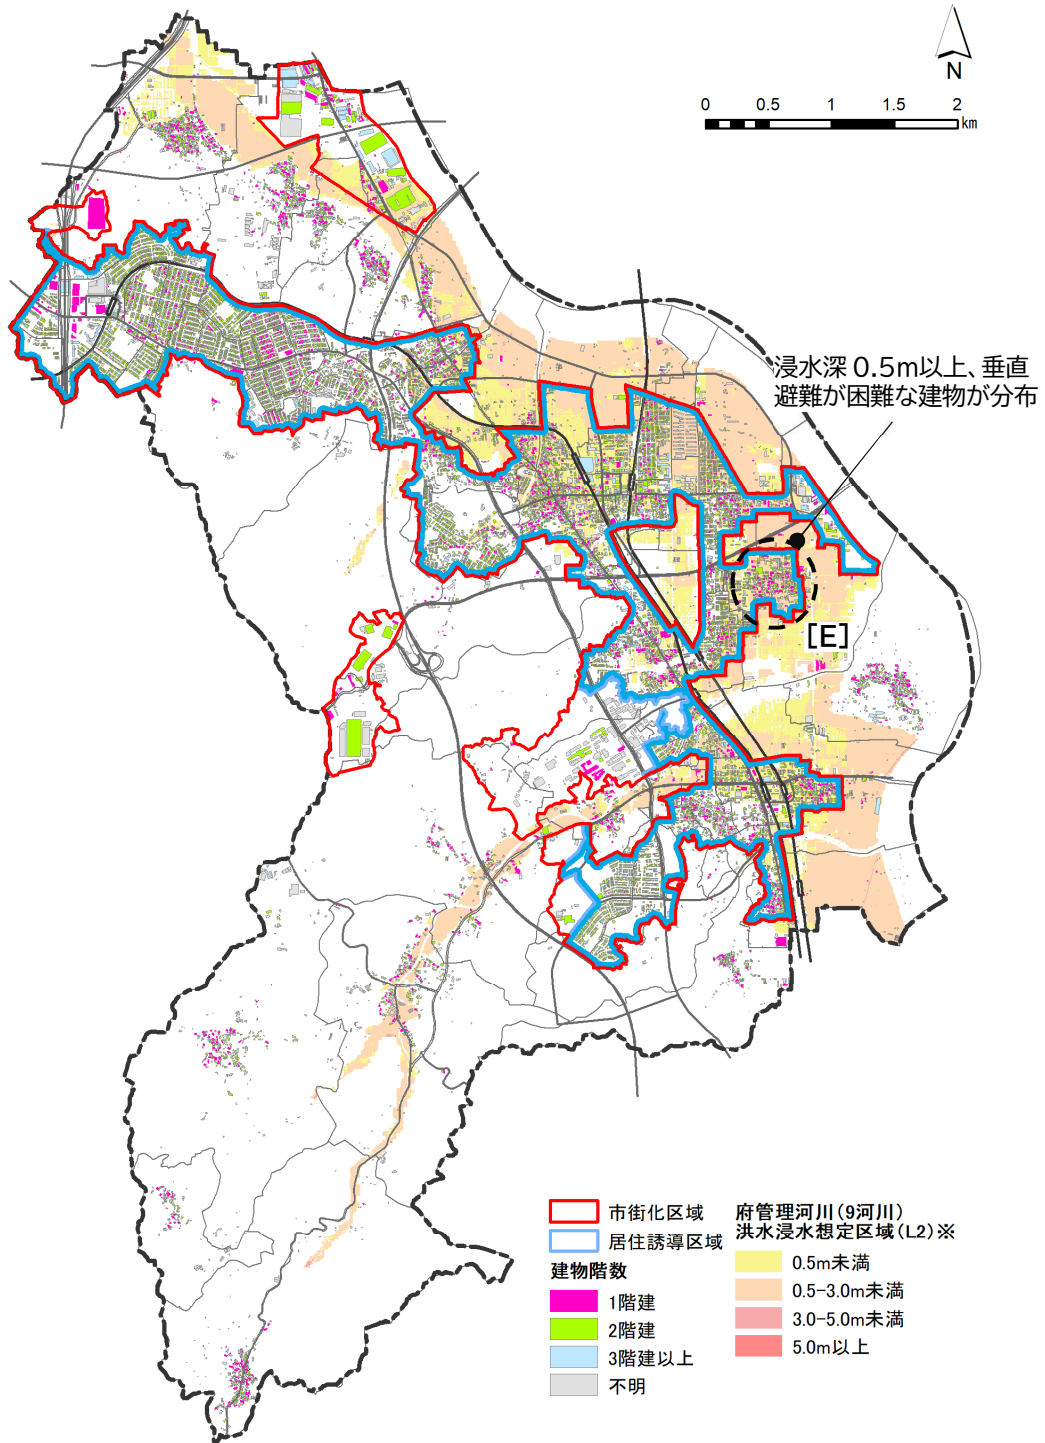 N
0 0.5 1 1.5 2
km
浸水深0.5m以上、垂直
避難が困難な建物が分布
[E]
市街化区域
居住誘導区域
建物階数
1階建
2階建
3階建以上
不明
府管理河川(9河川)
洪水浸水想定区域(L2)※
0.5m未満
0.5-3.0m未満
3.0-5.0m未満
5.0m以上